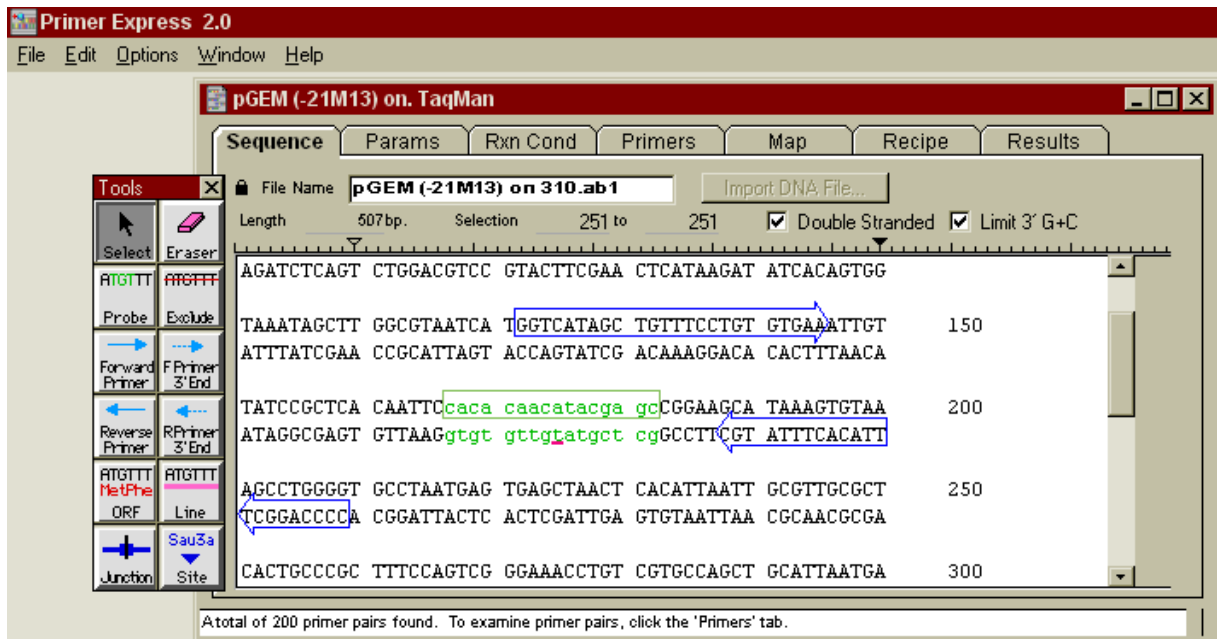 Primer Express 2.0
File Edit Options Window Help
pGEM (-21M13) on. TaqMan
Sequence Params Rxn Cond Primers Map Recipe Results
File Name pGEM (-21M13) on 310.ab1 Import DNA File...
Length 507bp. Selection 251 to 251 Double Stranded Limit 3´ G+C
Tools
Select Eraser
ATGTTT ATGTTT
Probe Exclude
Forward Primer F Primer 3'End
Reverse Primer R Primer 3'End
ATGTTT MetPhe ATGTTT
ORF Line
Sau3a
Junction Site
AGATCTCAGT CTGGACGTCC GTACTTCGAA CTCATAAGAT ATCACAGTGG
TAAATAGCTT GGCGTAATCA TGGTCATAGC TGTTTCCTGT GTGAAATTGT 150
ATTTATCGAA CCGCATTAGT ACCAGTATCG ACAAAGGACA CACTTTAACA
TATCCGCTCA CAATTCcaca caacatacga gcCGGAAGCA TAAAGTGTAA 200
ATAGGCGAGT GTTAAGgtgt gttgtatgct cgGCCTTCGT ATTTCACATT
AGCCTGGGGT GCCTAATGAG TGAGCTAACT CACATTAATT GCGTTGCGCT 250
TCGGACCCCA CGGATTACTC ACTCGATTGA GTGTAATTAA CGCAACGCGA
CACTGCCCGC TTTCCAGTCG GGAAACCTGT CGTGCCAGCT GCATTAATGA 300
A total of 200 primer pairs found. To examine primer pairs, click the 'Primers' tab.